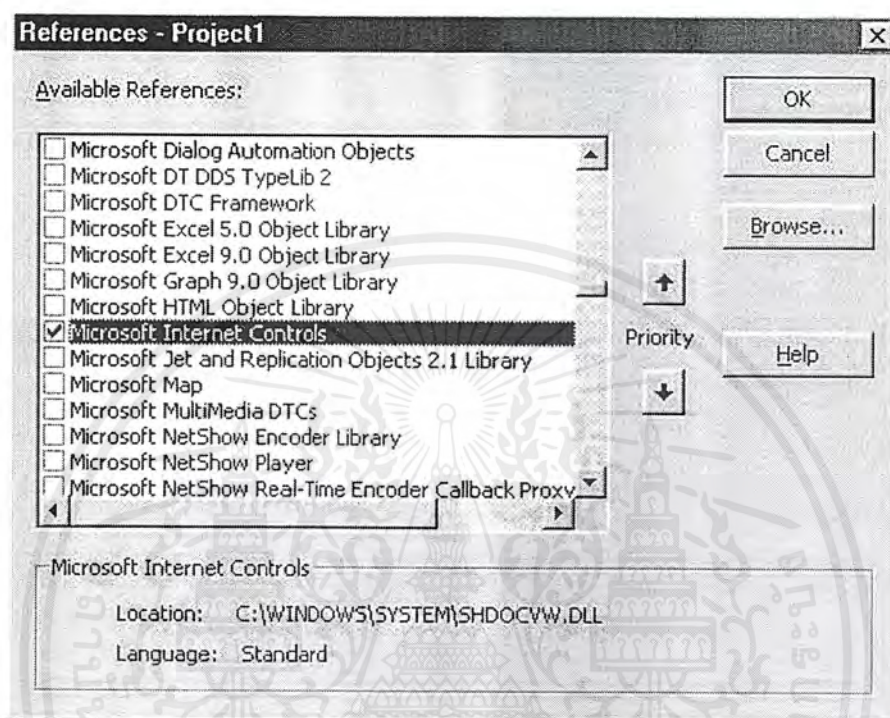 References - Project1
Available References:
Microsoft Dialog Automation Objects
Microsoft DT DDS TypeLib 2
Microsoft DTC Framework
Microsoft Excel 5.0 Object Library
Microsoft Excel 9.0 Object Library
Microsoft Graph 9.0 Object Library
Microsoft HTML Object Library
Microsoft Internet Controls
Microsoft Jet and Replication Objects 2.1 Library
Microsoft Map
Microsoft MultiMedia DTCs
Microsoft NetShow Encoder Library
Microsoft NetShow Player
Microsoft NetShow Real-Time Encoder Callback Proxy
Priority
OK
Cancel
Browse...
Help
Microsoft Internet Controls
Location: C:\WINDOWS\SYSTEM\SHDOCVW.DLL
Language: Standard